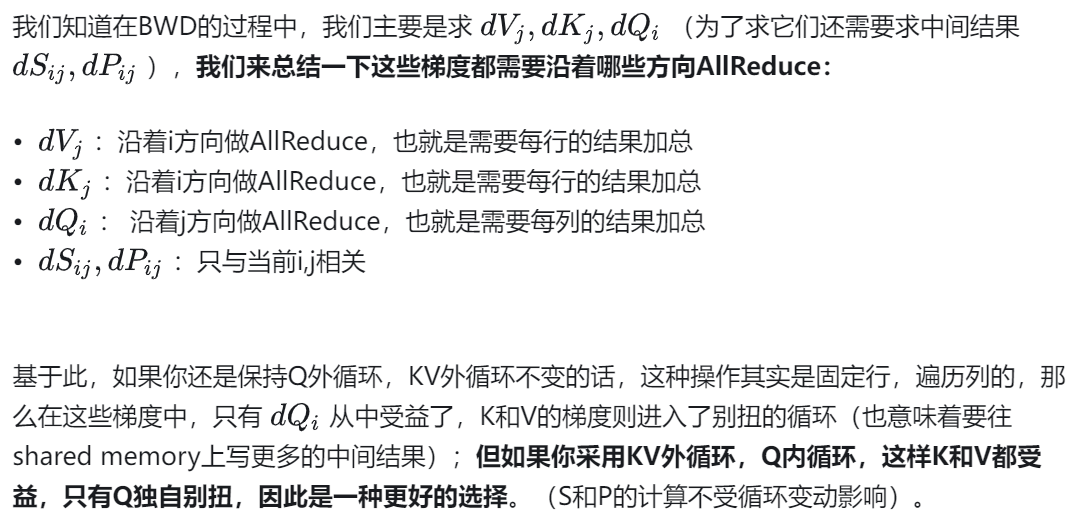 我们知道在BWD的过程中，我们主要是求 dV_j, dK_j, dQ_i （为了求它们还需要求中间结果
dS_{ij}, dP_{ij} ），我们来总结一下这些梯度都需要沿着哪些方向AllReduce：
• dV_j ：沿着i方向做AllReduce，也就是需要每行的结果加总
• dK_j ：沿着i方向做AllReduce，也就是需要每行的结果加总
• dQ_i ： 沿着j方向做AllReduce，也就是需要每列的结果加总
• dS_{ij}, dP_{ij} ：只与当前i,j相关
基于此，如果你还是保持Q外循环，KV外循环不变的话，这种操作其实是固定行，遍历列的，那
么在这些梯度中，只有 dQ_i 从中受益了，K和V的梯度则进入了别扭的循环（也意味着要往
shared memory上写更多的中间结果）；但如果你采用KV外循环，Q内循环，这样K和V都受
益，只有Q独自别扭，因此是一种更好的选择。（S和P的计算不受循环变动影响）。